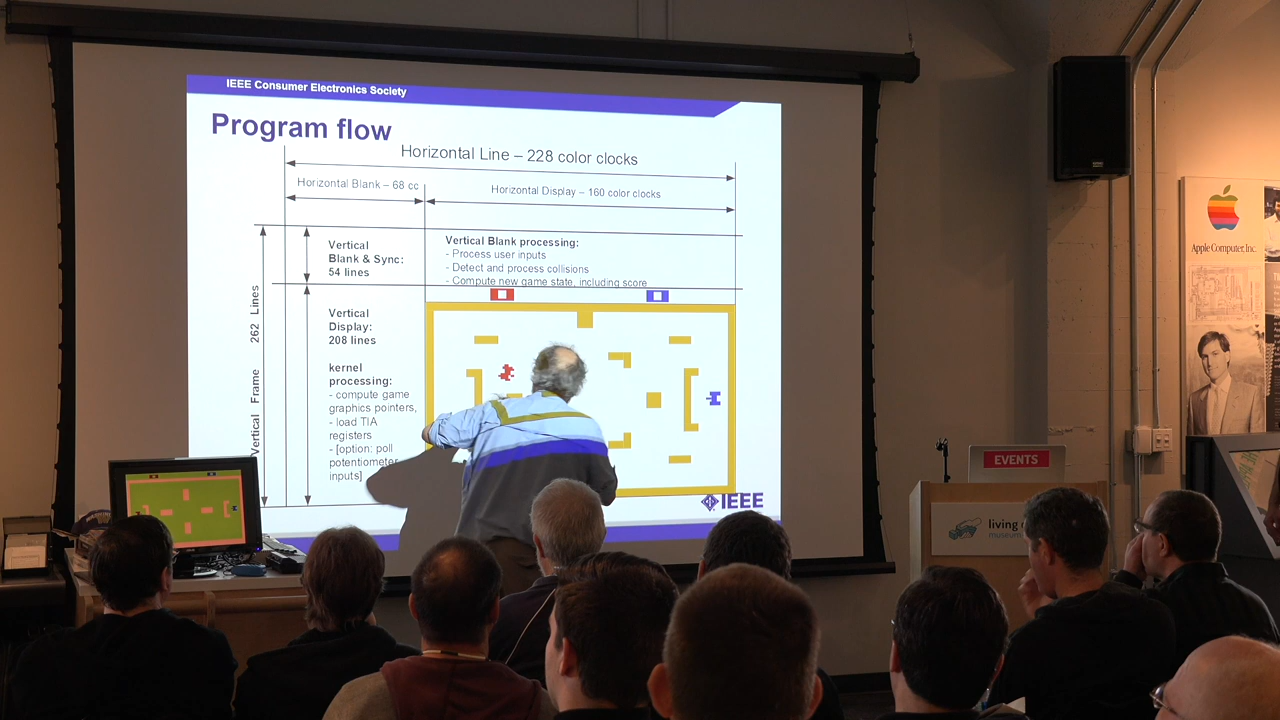 IEEE Consumer Electronics Society
Program flow
Horizontal Line – 228 color clocks
Horizontal Blank – 68 cc
Horizontal Display – 160 color clocks
Vertical
Blank & Sync:
54 lines
Vertical Blank processing:
- Process user inputs
- Detect and process collisions
- Compute new game state, including score
Vertical Frame 262 Lines
Vertical
Display:
208 lines
kernel
processing:
- compute game
graphics pointers,
- load TIA
registers
- [option: poll
potentiometer
inputs]
IEEE
Apple Computer, Inc.
EVENTS
living
museum